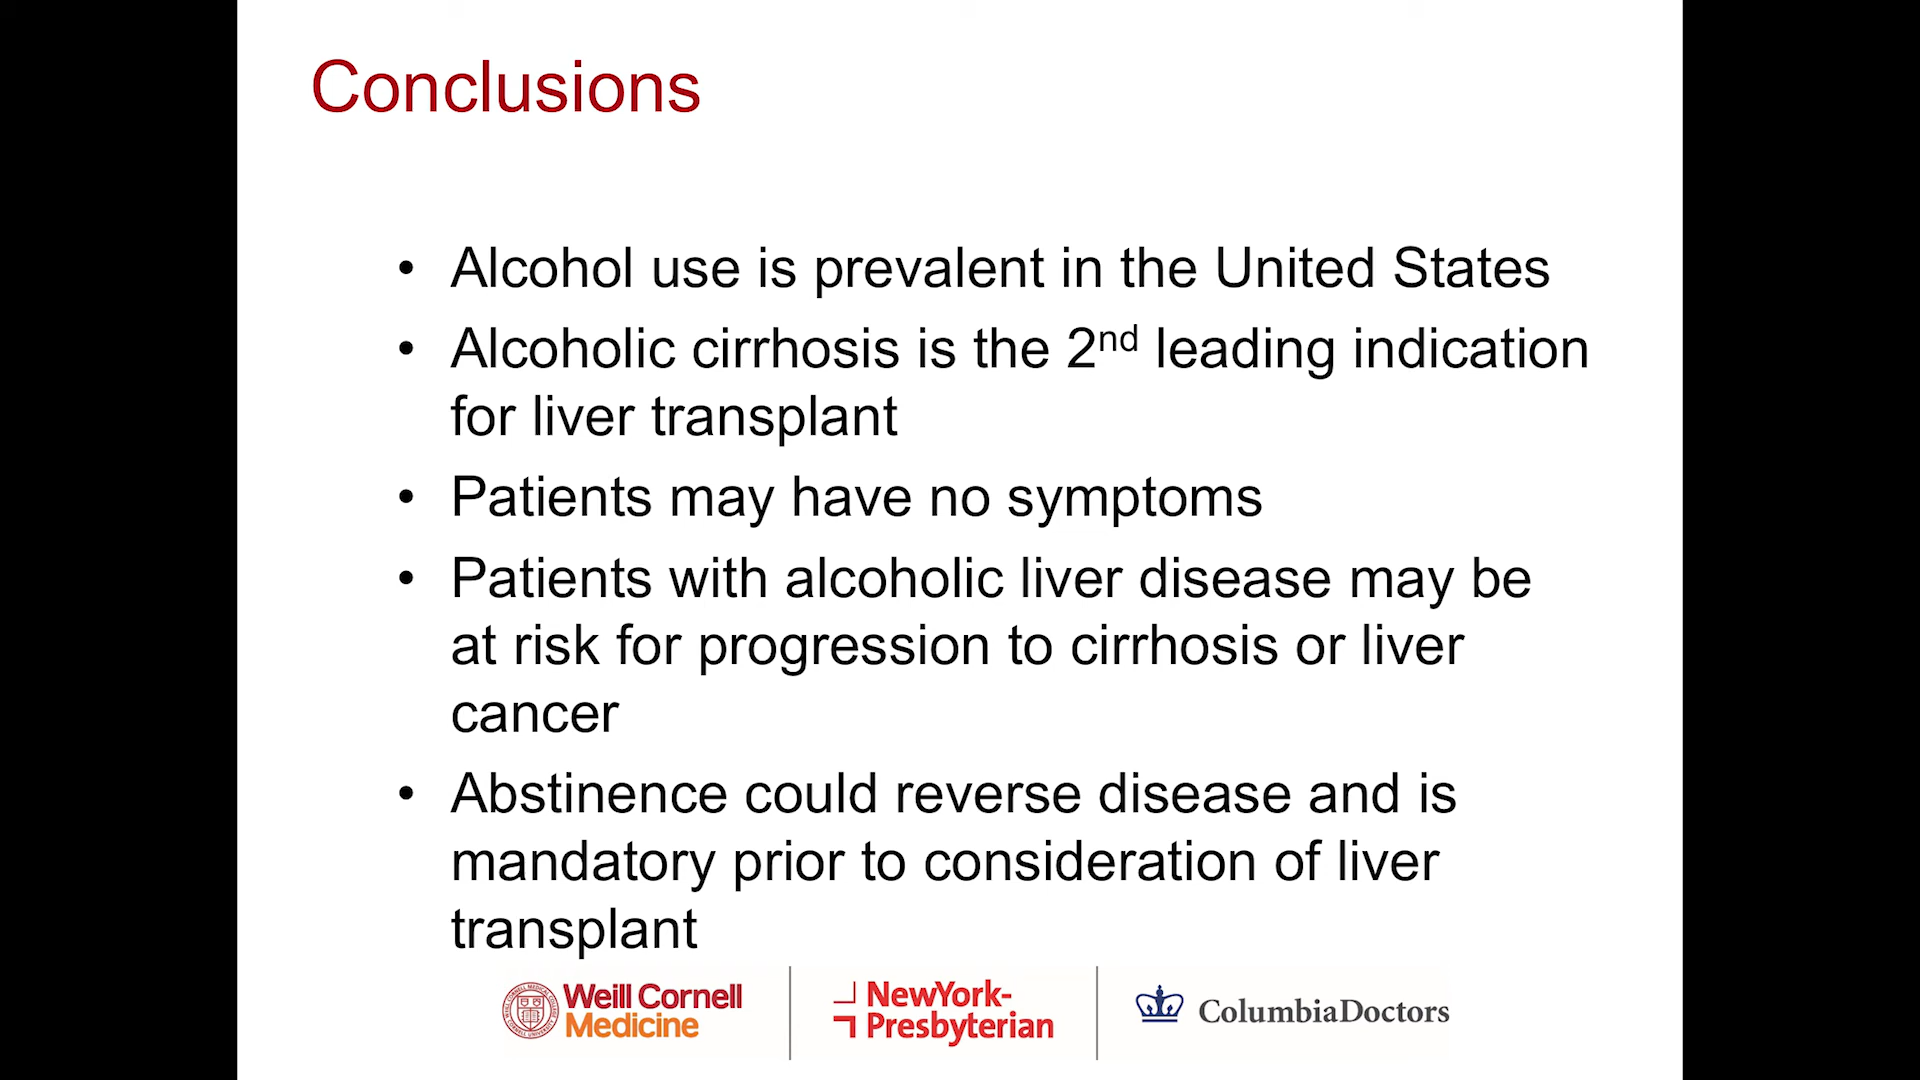 Conclusions
• Alcohol use is prevalent in the United States
• Alcoholic cirrhosis is the 2nd leading indication
for liver transplant
• Patients may have no symptoms
• Patients with alcoholic liver disease may be
at risk for progression to cirrhosis or liver
cancer
• Abstinence could reverse disease and is
mandatory prior to consideration of liver
transplant
Weill Cornell
Medicine
NewYork-
Presbyterian
ColumbiaDoctors